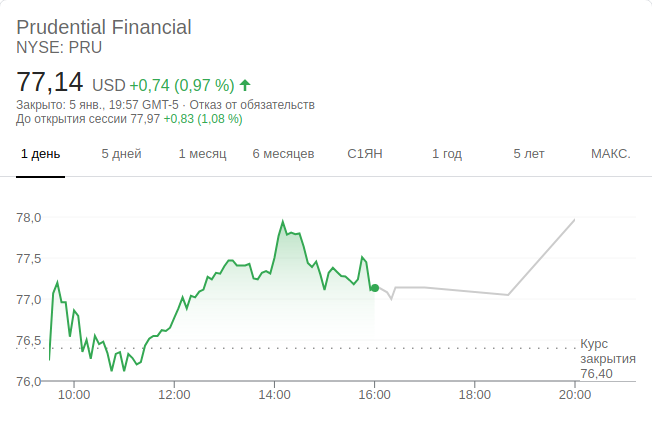 Prudential Financial
NYSE: PRU
77,14 USD +0,74 (0,97 %)
Закрыто: 5 янв., 19:57 GMT-5 · Отказ от обязательств
До открытия сессии 77,97 +0,83 (1,08 %)
1 день 5 дней 1 месяц 6 месяцев С1ЯН 1 год 5 лет МАКС.
78,0
77,5
77,0
76,5
76,0
Курс
закрытия
76,40
10:00 12:00 14:00 16:00 18:00 20:00